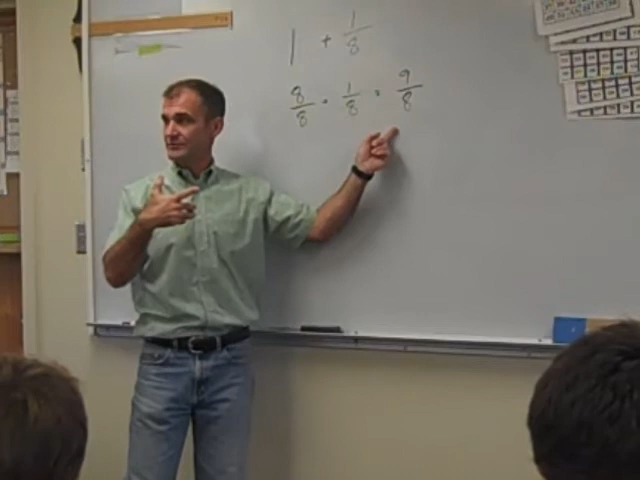 1 + 1/8
8/8 + 1/8 = 9/8